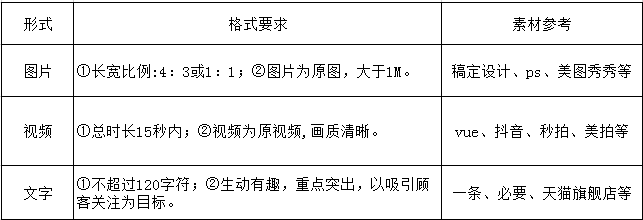 形式 格式要求 素材参考
图片 ①长宽比例:4：3或1：1；②图片为原图，大于1M。 稿定设计、ps、美图秀秀等
视频 ①总时长15秒内；②视频为原视频,画质清晰。 vue、抖音、秒拍、美拍等
文字 ①不超过120字符；②生动有趣，重点突出，以吸引顾
客关注为目标。 一条、必要、天猫旗舰店等